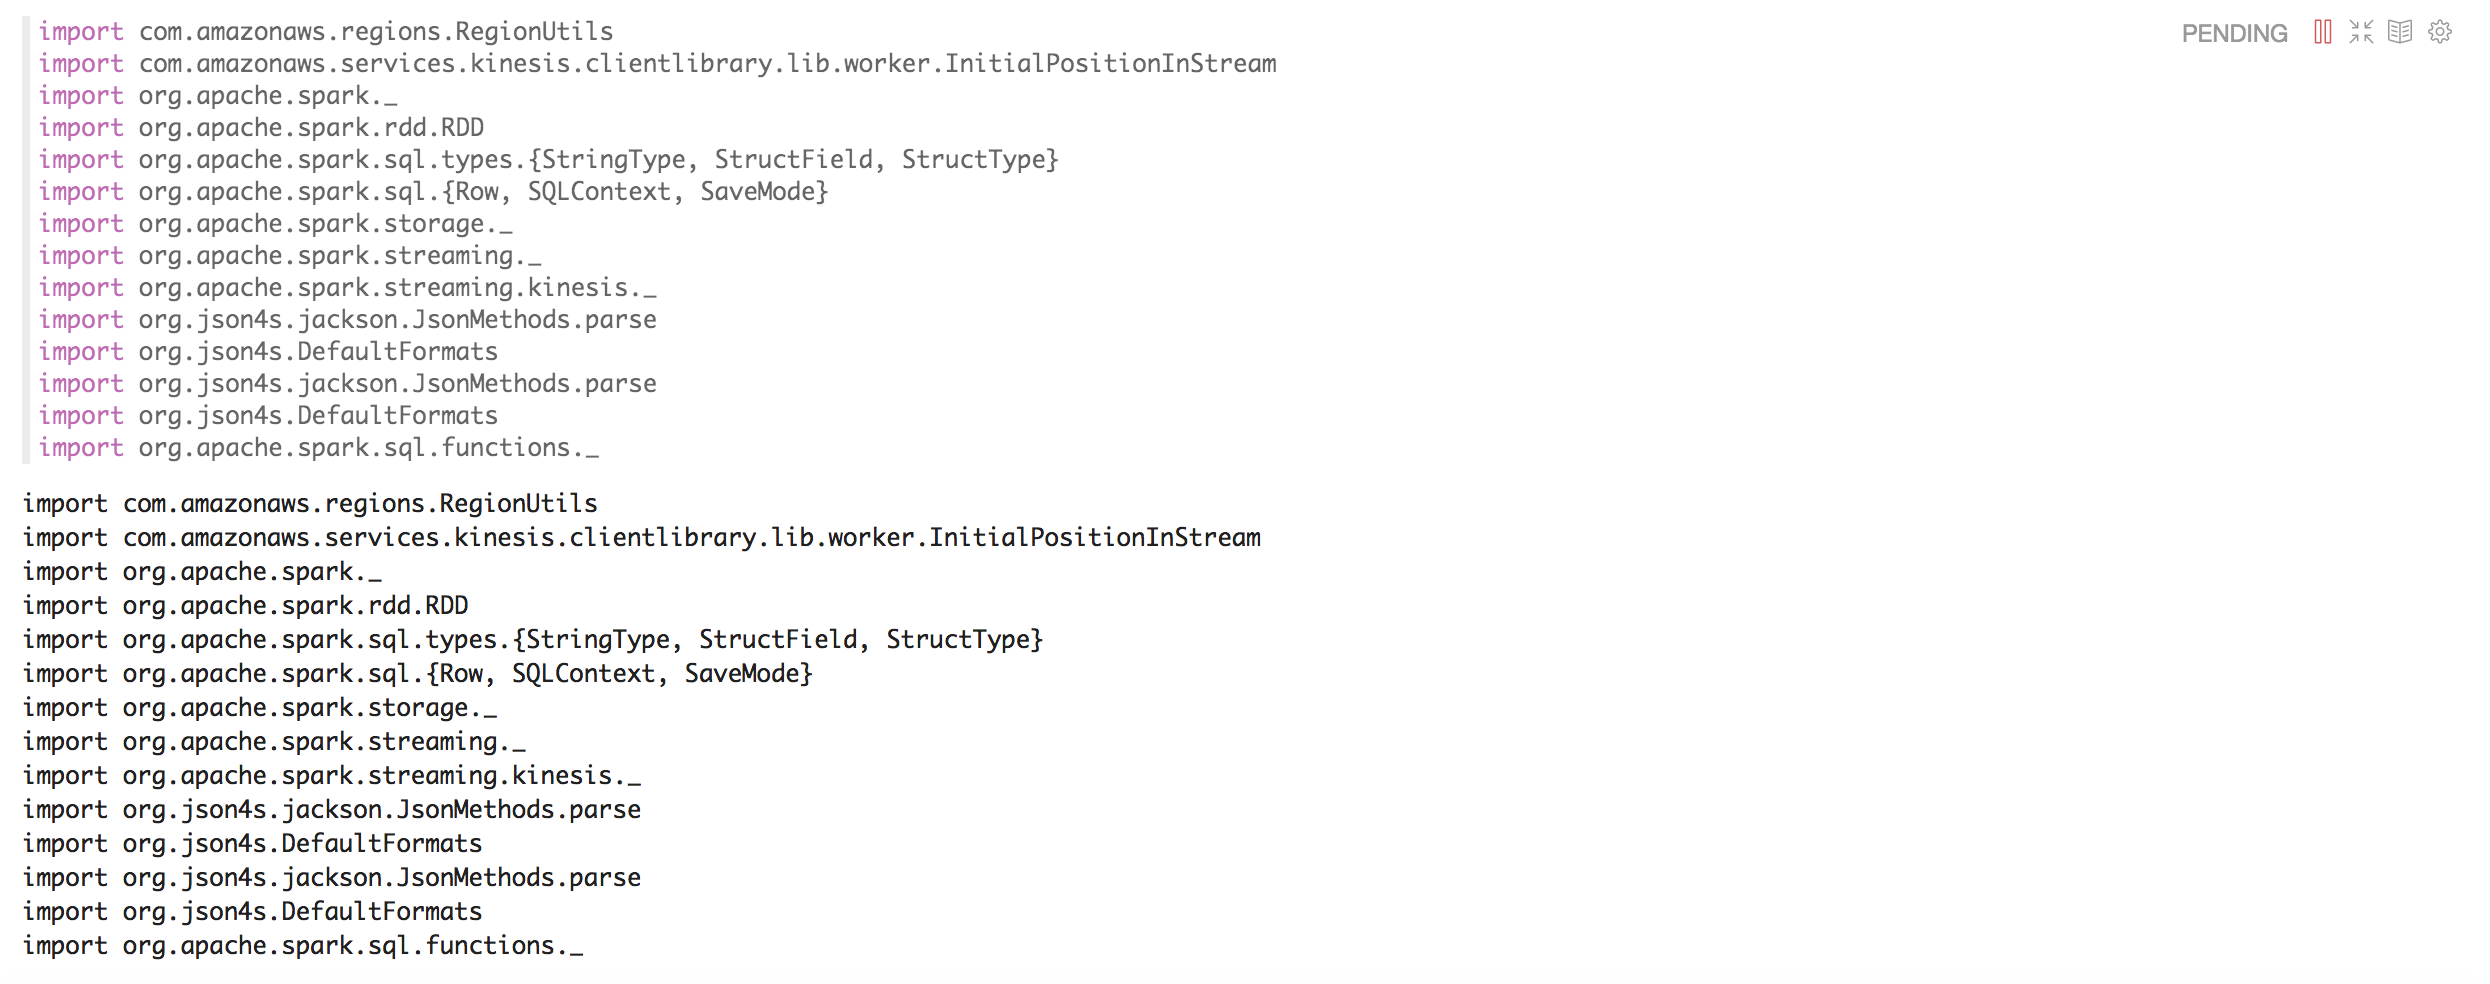 import com.amazonaws.regions.RegionUtils
PENDING
import com.amazonaws.services.kinesis.clientlibrary.lib.worker.InitialPositionInStream
import org.apache.spark._
import org.apache.spark.rdd.RDD
import org.apache.spark.sql.types.{StringType, StructField, StructType}
import org.apache.spark.sql.{Row, SQLContext, SaveMode}
import org.apache.spark.storage._
import org.apache.spark.streaming._
import org.apache.spark.streaming.kinesis._
import org.json4s.jackson.JsonMethods.parse
import org.json4s.DefaultFormats
import org.json4s.jackson.JsonMethods.parse
import org.json4s.DefaultFormats
import org.apache.spark.sql.functions._
import com.amazonaws.regions.RegionUtils
import com.amazonaws.services.kinesis.clientlibrary.lib.worker.InitialPositionInStream
import org.apache.spark._
import org.apache.spark.rdd.RDD
import org.apache.spark.sql.types.{StringType, StructField, StructType}
import org.apache.spark.sql.{Row, SQLContext, SaveMode}
import org.apache.spark.storage._
import org.apache.spark.streaming._
import org.apache.spark.streaming.kinesis._
import org.json4s.jackson.JsonMethods.parse
import org.json4s.DefaultFormats
import org.json4s.jackson.JsonMethods.parse
import org.json4s.DefaultFormats
import org.apache.spark.sql.functions._